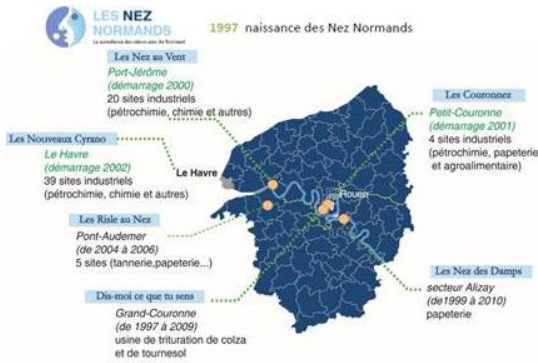 LES NEZ
NORMANDS
1997 naissance des Nez Normands
Les Nez au Vent
Port-Jérôme
(démarrage 2000)
20 sites industriels
(pétrochimie, chimie et autres)
Les Couronnez
Petit-Couronne
(démarrage 2001)
4 sites industriels
(pétrochimie, papeterie
et agroalimentaire)
Les Nouveaux Cyrano
Le Havre
(démarrage 2002)
39 sites industriels
(pétrochimie, chimie et autres)
Le Havre
Rouen
Les Risle au Nez
Pont-Audemer
(de 2004 à 2006)
5 sites (tannerie,papeterie...)
Les Nez des Damps
secteur Alizay
(de1999 à 2010)
papeterie
Dis-moi ce que tu sens
Grand-Couronne
(de 1997 à 2009)
usine de trituration de colza
et de tournesol